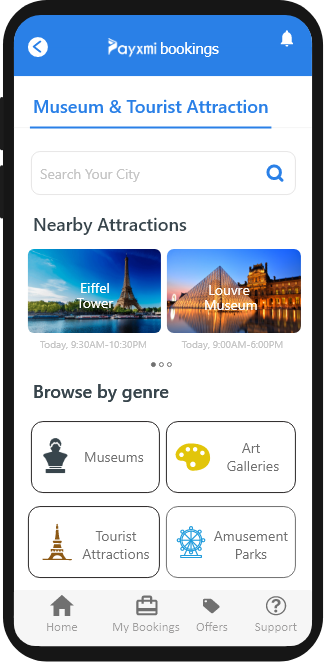 Payxmi bookings
Museum & Tourist Attraction
Search Your City
Nearby Attractions
Eiffel
Tower
Louvre
Museum
Today, 9:30AM-10:30PM
Today, 9:00AM-6:00PM
Browse by genre
Museums
Art
Galleries
Tourist
Attractions
Amusement
Parks
Home
My Bookings
Offers
Support